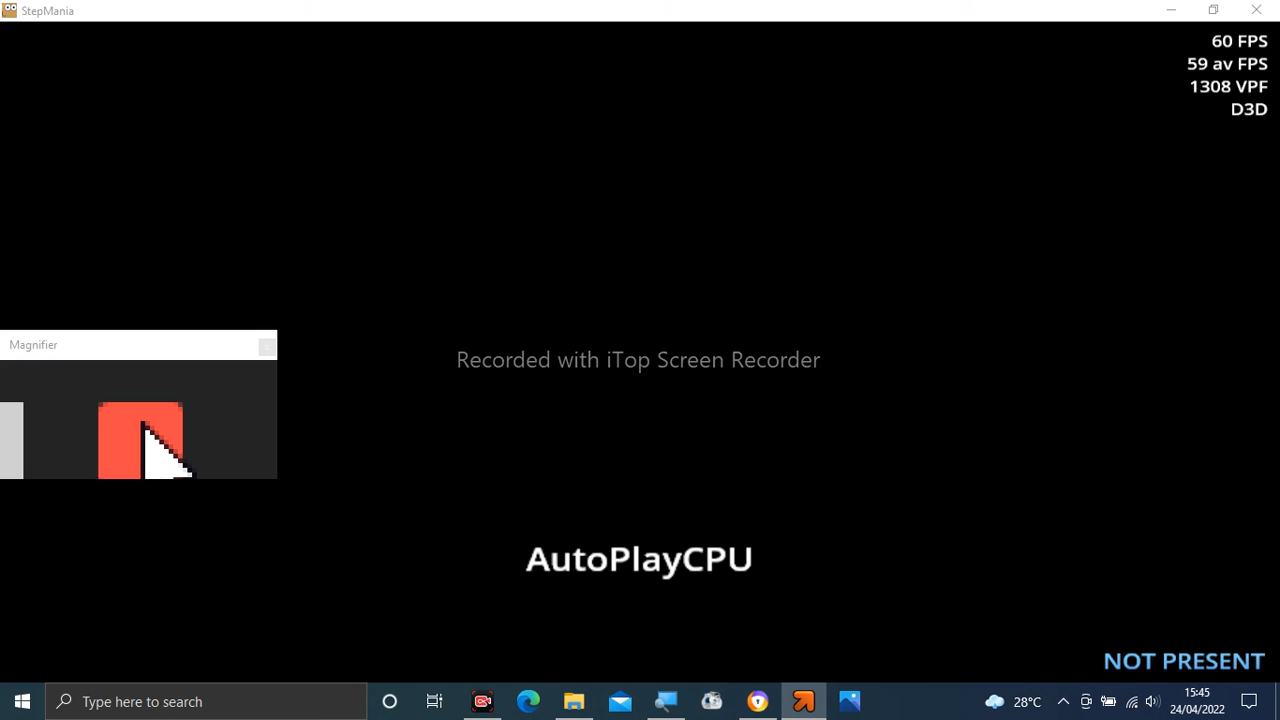 StepMania
60 FPS
59 av FPS
1308 VPF
D3D
Magnifier
Recorded with iTop Screen Recorder
AutoPlayCPU
NOT PRESENT
Type here to search
28°C
15:45
24/04/2022